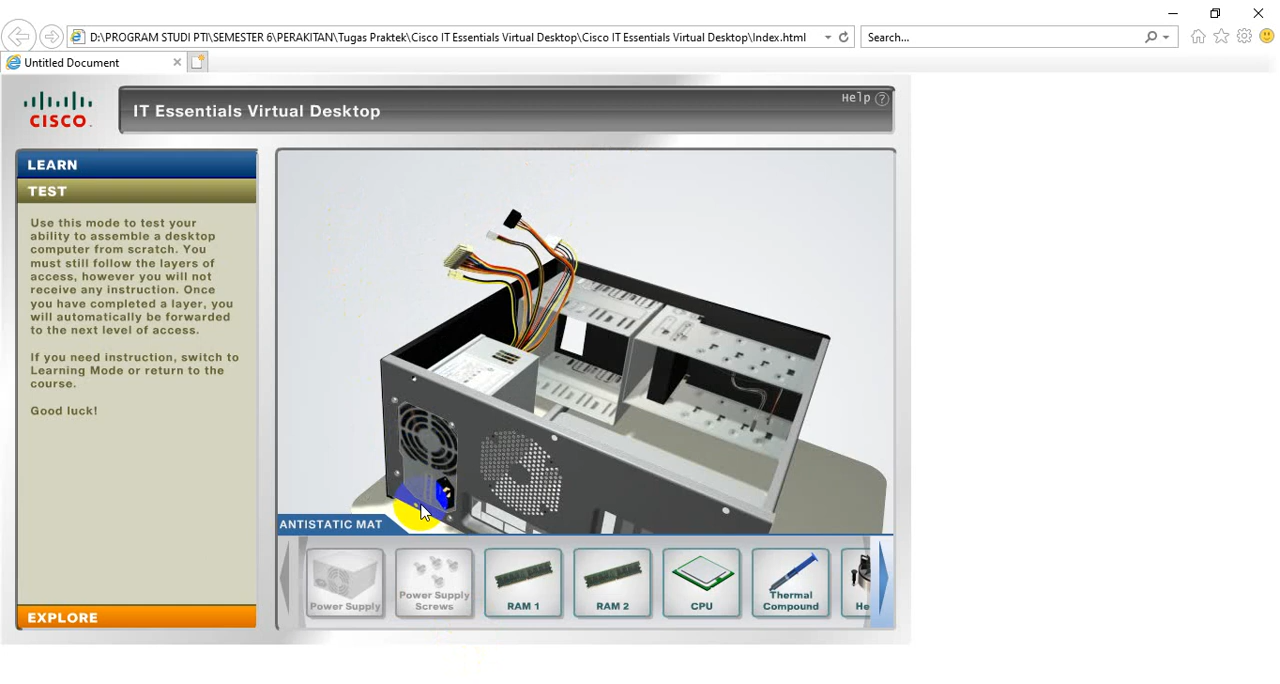 D:\PROGRAM STUDI PTI\SEMESTER 6\PERAKITAN\Tugas Praktek\Cisco IT Essentials Virtual Desktop\Cisco IT Essentials Virtual Desktop\Index.html
Search...
Untitled Document
CISCO
IT Essentials Virtual Desktop
Help ?
LEARN
TEST
Use this mode to test your
ability to assemble a desktop
computer from scratch. You
must still follow the layers of
access, however you will not
receive any instruction. Once
you have completed a layer, you
will automatically be forwarded
to the next level of access.
If you need instruction, switch to
Learning Mode or return to the
course.
Good luck!
EXPLORE
ANTISTATIC MAT
Power Supply
Power Supply
Screws
RAM 1
RAM 2
CPU
Thermal
Compound
He